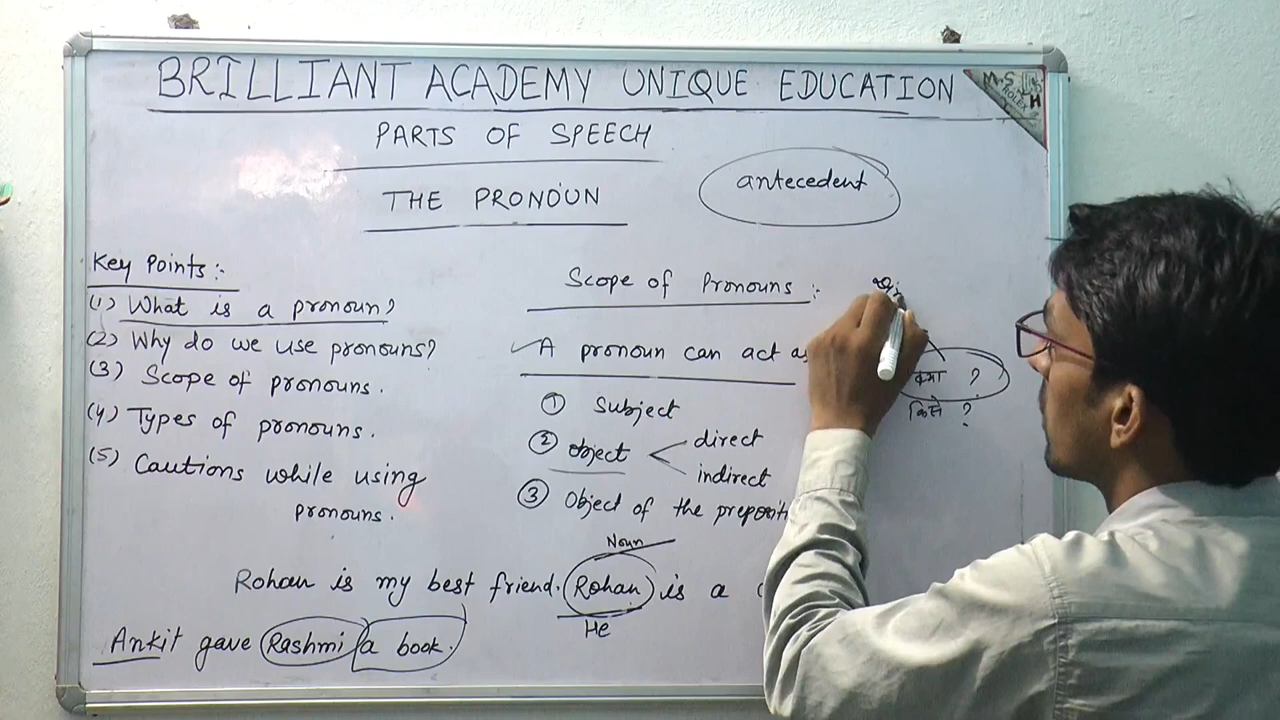 BRILLIANT ACADEMY UNIQUE EDUCATION
M.S
ROLEX
PARTS OF SPEECH
THE PRONOUN
antecedent
Key Points:-
(1) What is a pronoun?
(2) Why do we use pronouns?
(3) Scope of pronouns.
(4) Types of pronouns.
(5) Cautions while using
pronouns.
Scope of Pronouns :-
A pronoun can act as
① Subject
② object
direct
indirect
③ Object of the
क्या ?
किसे ?
Noun
Rohan is my best friend. Rohan is a
He
Ankit gave Rashmi a book.